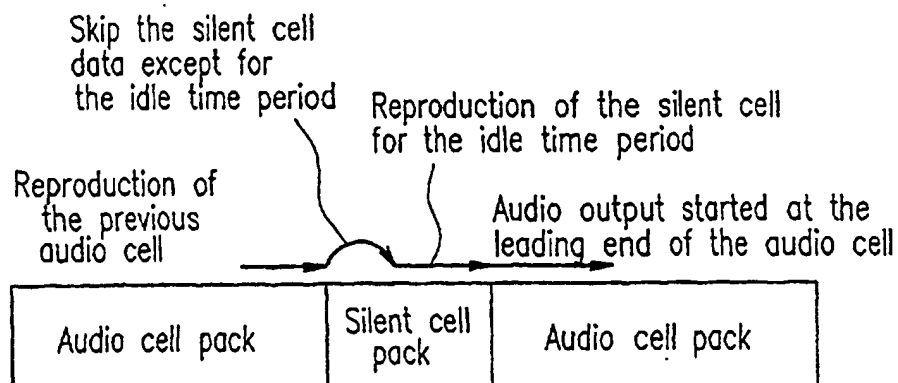 Skip the silent cell
data except for
the idle time period
Reproduction of the silent cell
for the idle time period
Reproduction of
the previous
audio cell
Audio output started at the
leading end of the audio cell
Audio cell pack
Silent cell
pack
Audio cell pack